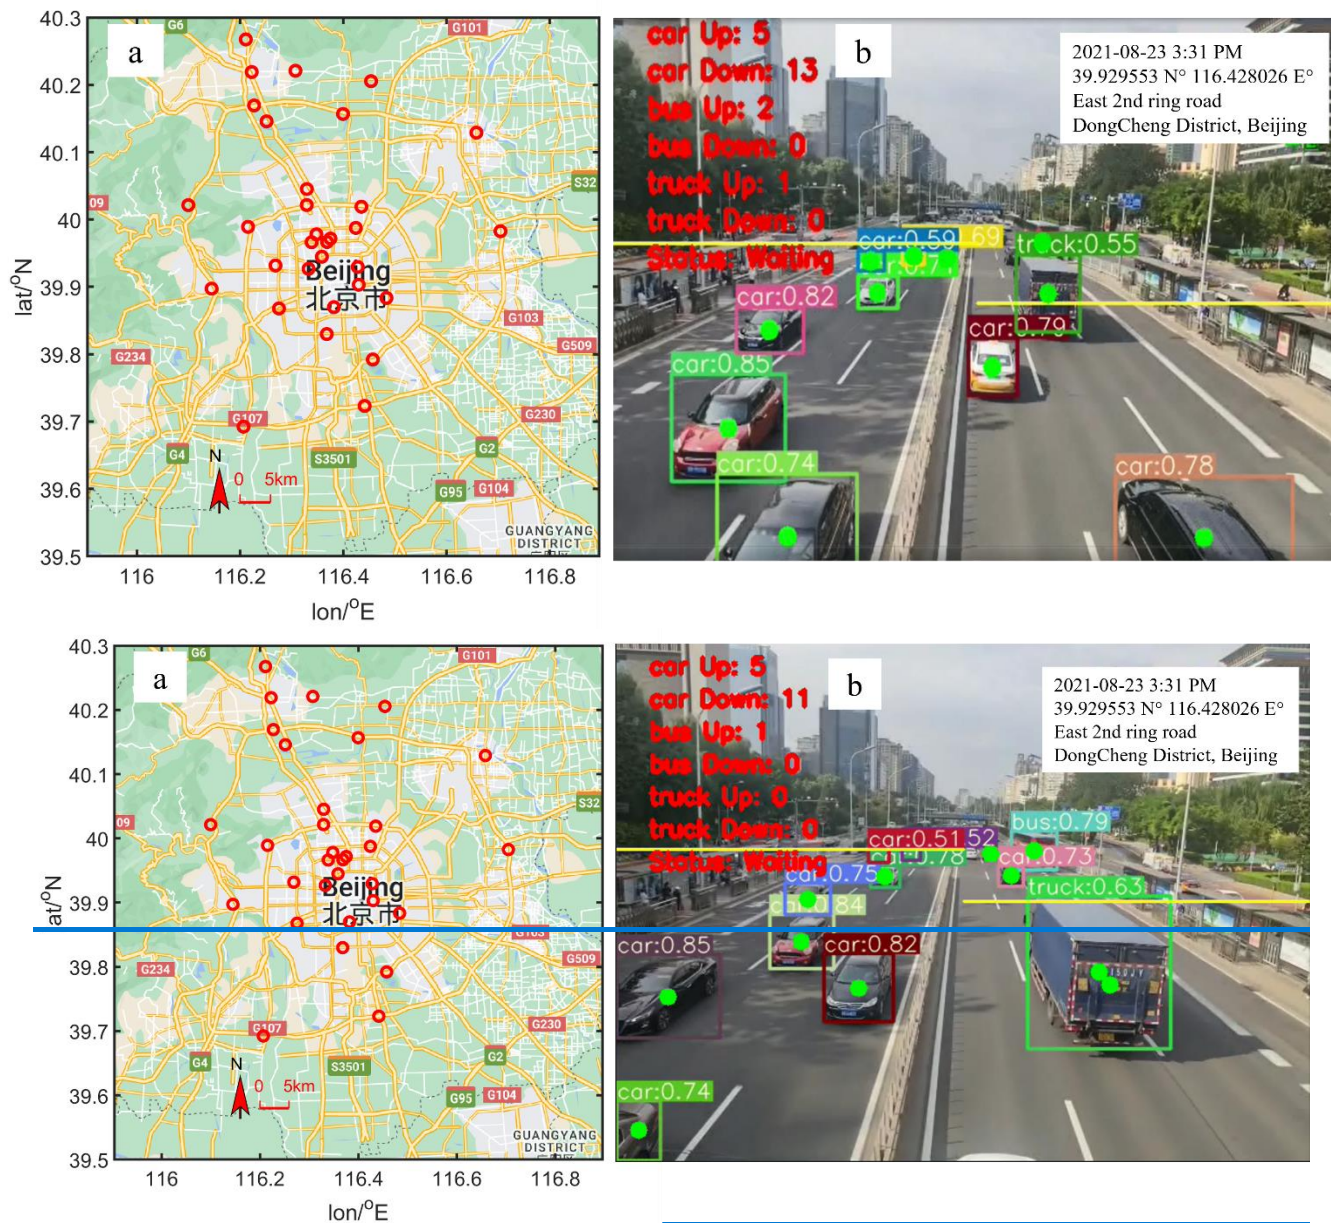 40.3
40.2
40.1
40
39.9
39.8
39.7
39.6
39.5
lat/°N
a
G6
G101
S32
09
Beijing
北京市
G103
G509
G234
G230
G107
G4
S3501
G2
G95
G104
N
0 5km
GUANGYANG
DISTRICT
116
116.2
116.4
116.6
116.8
lon/°E
b
car Up: 5
car Down: 13
bus Up: 2
bus Down: 0
truck Up: 1
truck Down: 0
Status: Waiting
2021-08-23 3:31 PM
39.929553 N° 116.428026 E°
East 2nd ring road
DongCheng District, Beijing
car:0.59
69
truck:0.55
car:0.82
car:0.79
car:0.85
car:0.74
car:0.78
40.3
40.2
40.1
40
39.9
39.8
39.7
39.6
39.5
at/°N
a
G6
G101
S32
09
Beijing
北京市
G103
G509
G234
G230
G107
G4
S3501
G2
G95
G104
N
0 5km
GUANGYANG
DISTRICT
116
116.2
116.4
116.6
116.8
lon/°E
b
car Up: 5
car Down: 11
bus Up: 1
bus Down: 0
truck Up: 0
truck Down: 0
Status: Waiting
2021-08-23 3:31 PM
39.929553 N° 116.428026 E°
East 2nd ring road
DongCheng District, Beijing
car:0.51
52
bus:0.79
0.78
car:0.73
car:0.75
truck:0.63
car:0.84
car:0.85
car:0.82
car:0.74